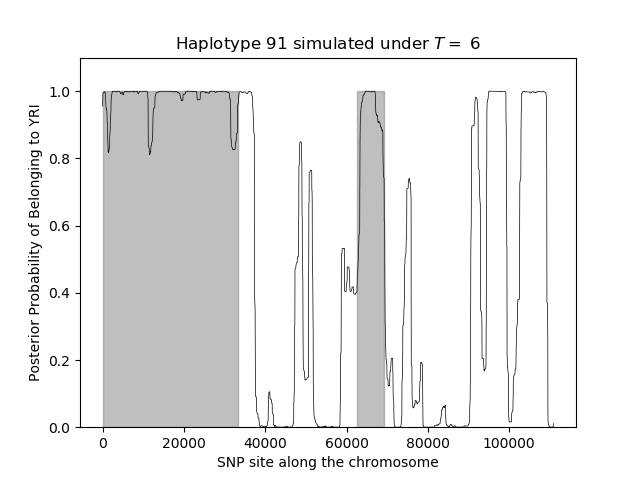 Haplotype 91 simulated under T = 6
Posterior Probability of Belonging to YRI
1.0
0.8
0.6
0.4
0.2
0.0
0 20000 40000 60000 80000 100000
SNP site along the chromosome